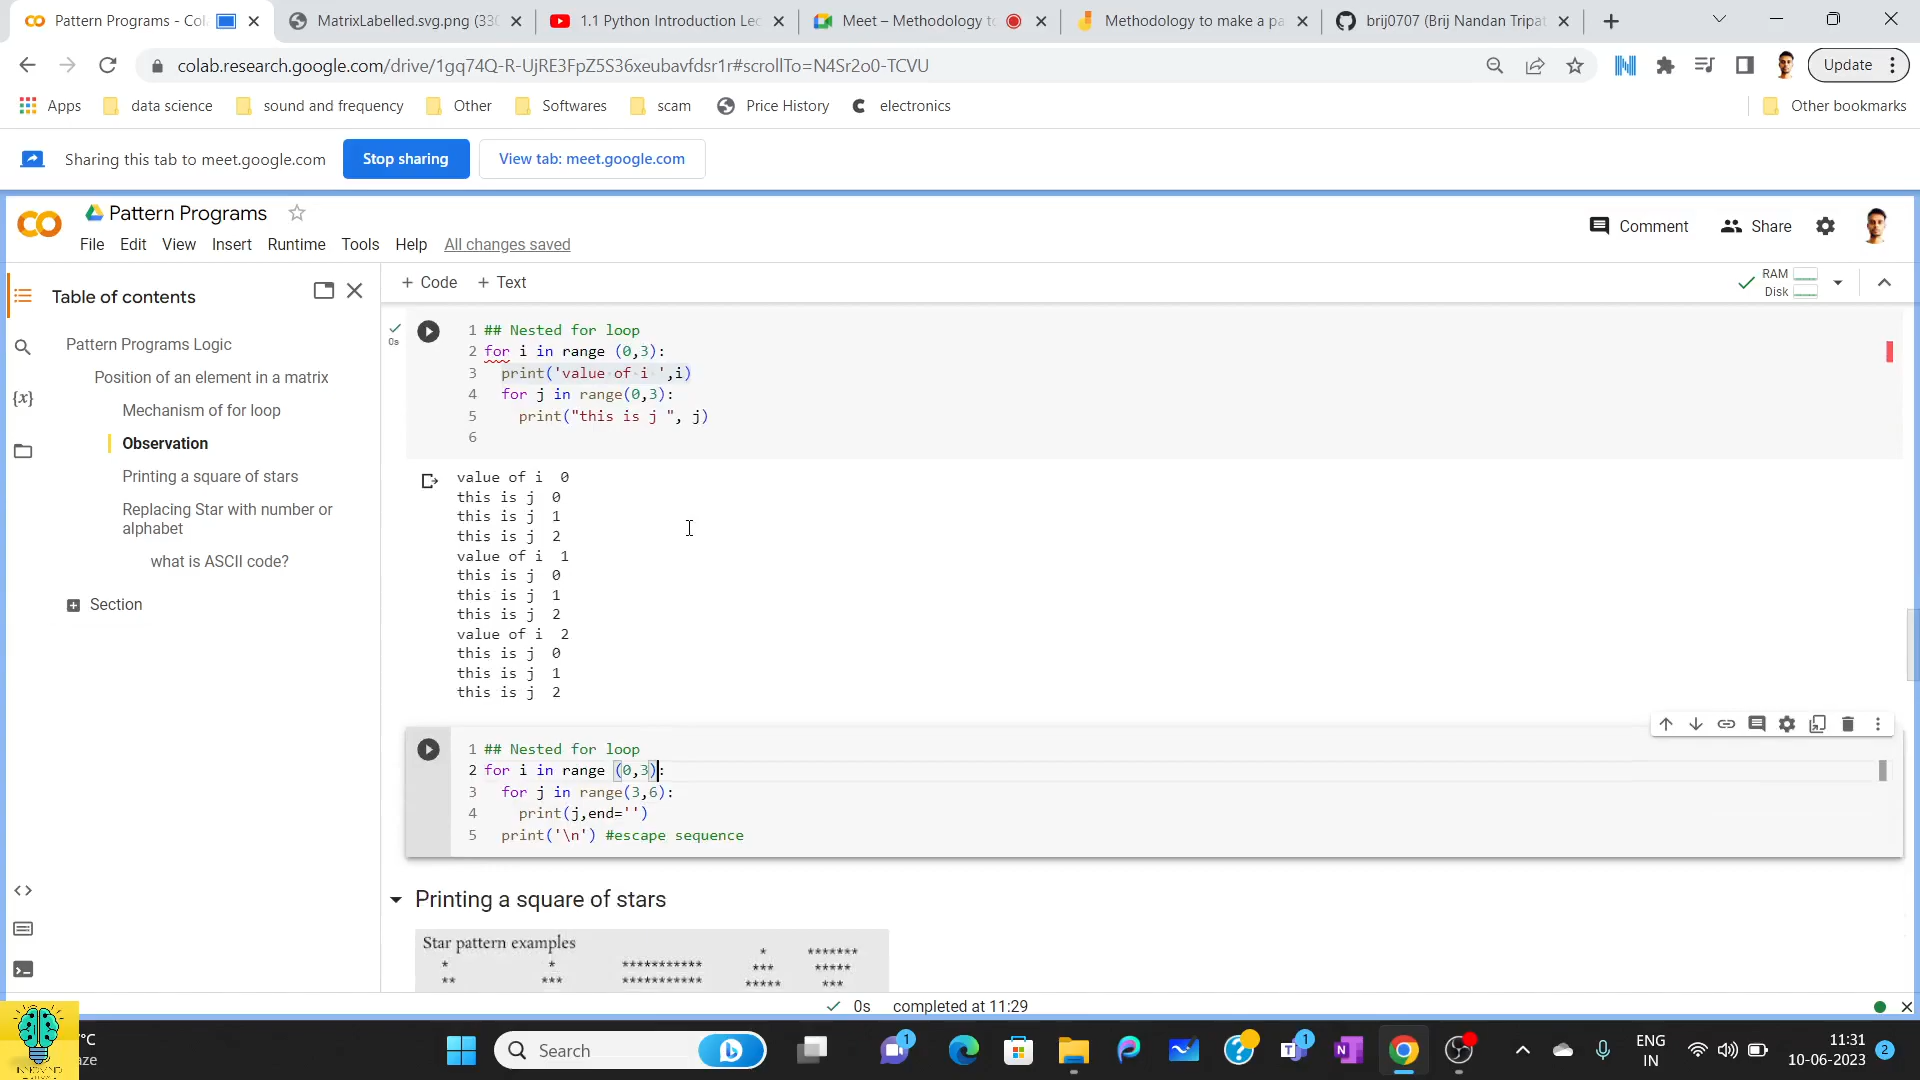 Pattern Programs - Col
MatrixLabelled.svg.png (330
1.1 Python Introduction Lec
Meet – Methodology to
Methodology to make a pa
brij0707 (Brij Nandan Tripat
colab.research.google.com/drive/1gq74Q-R-UjRE3FpZ5S36xeubavfdsr1r#scrollTo=N4Sr2o0-TCVU
Update
Apps
data science
sound and frequency
Other
Softwares
scam
Price History
electronics
Other bookmarks
Sharing this tab to meet.google.com
Stop sharing
View tab: meet.google.com
Pattern Programs
Comment
Share
File Edit View Insert Runtime Tools Help All changes saved
+ Code + Text
RAM
Disk
Table of contents
Pattern Programs Logic
Position of an element in a matrix
Mechanism of for loop
Observation
Printing a square of stars
Replacing Star with number or
alphabet
what is ASCII code?
Section
{x}
0s
1 ## Nested for loop
2 for i in range (0,3):
3 print('value of i ',i)
4 for j in range(0,3):
5 print("this is j ", j)
6
value of i 0
this is j 0
this is j 1
this is j 2
value of i 1
this is j 0
this is j 1
this is j 2
value of i 2
this is j 0
this is j 1
this is j 2
1 ## Nested for loop
2 for i in range (0,3):
3 for j in range(3,6):
4 print(j,end='')
5 print('\n') #escape sequence
Printing a square of stars
Star pattern examples
* * *********** * *******
** *** *********** *** *****
***** ***
0s completed at 11:29
°C
aze
Search
1
1
ENG
IN
11:31
10-06-2023
2